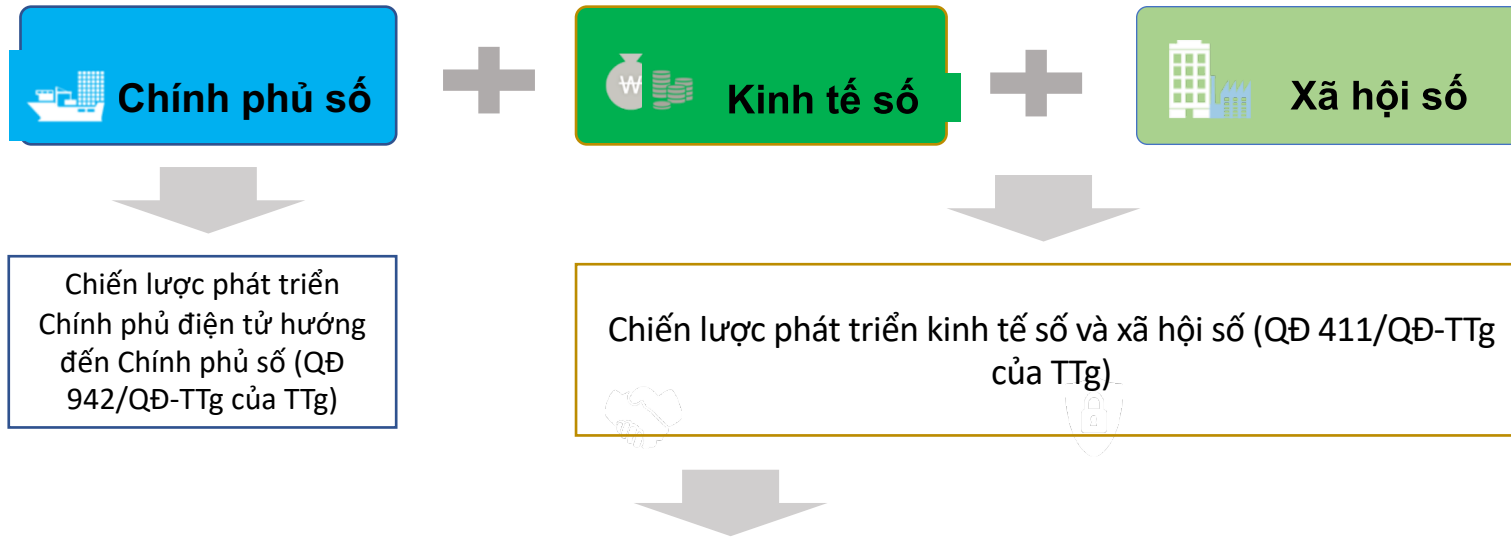 Chính phủ số
Kinh tế số
Xã hội số
Chiến lược phát triển
Chính phủ điện tử hướng
đến Chính phủ số (QĐ
942/QĐ-TTg của TTg)
Chiến lược phát triển kinh tế số và xã hội số (QĐ 411/QĐ-TTg
của TTg)